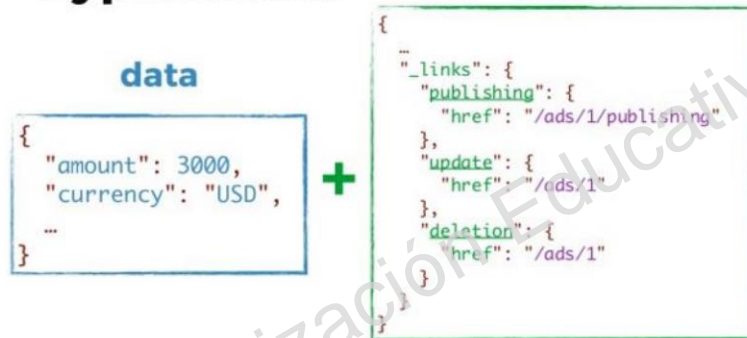 data
{
"amount": 3000,
"currency": "USD",
…
}
+
{
…
"_links": {
"publishing": {
"href": "/ads/1/publishing"
},
"update": {
"href": "/ads/1"
},
"deletion": {
"href": "/ads/1"
}
}
}